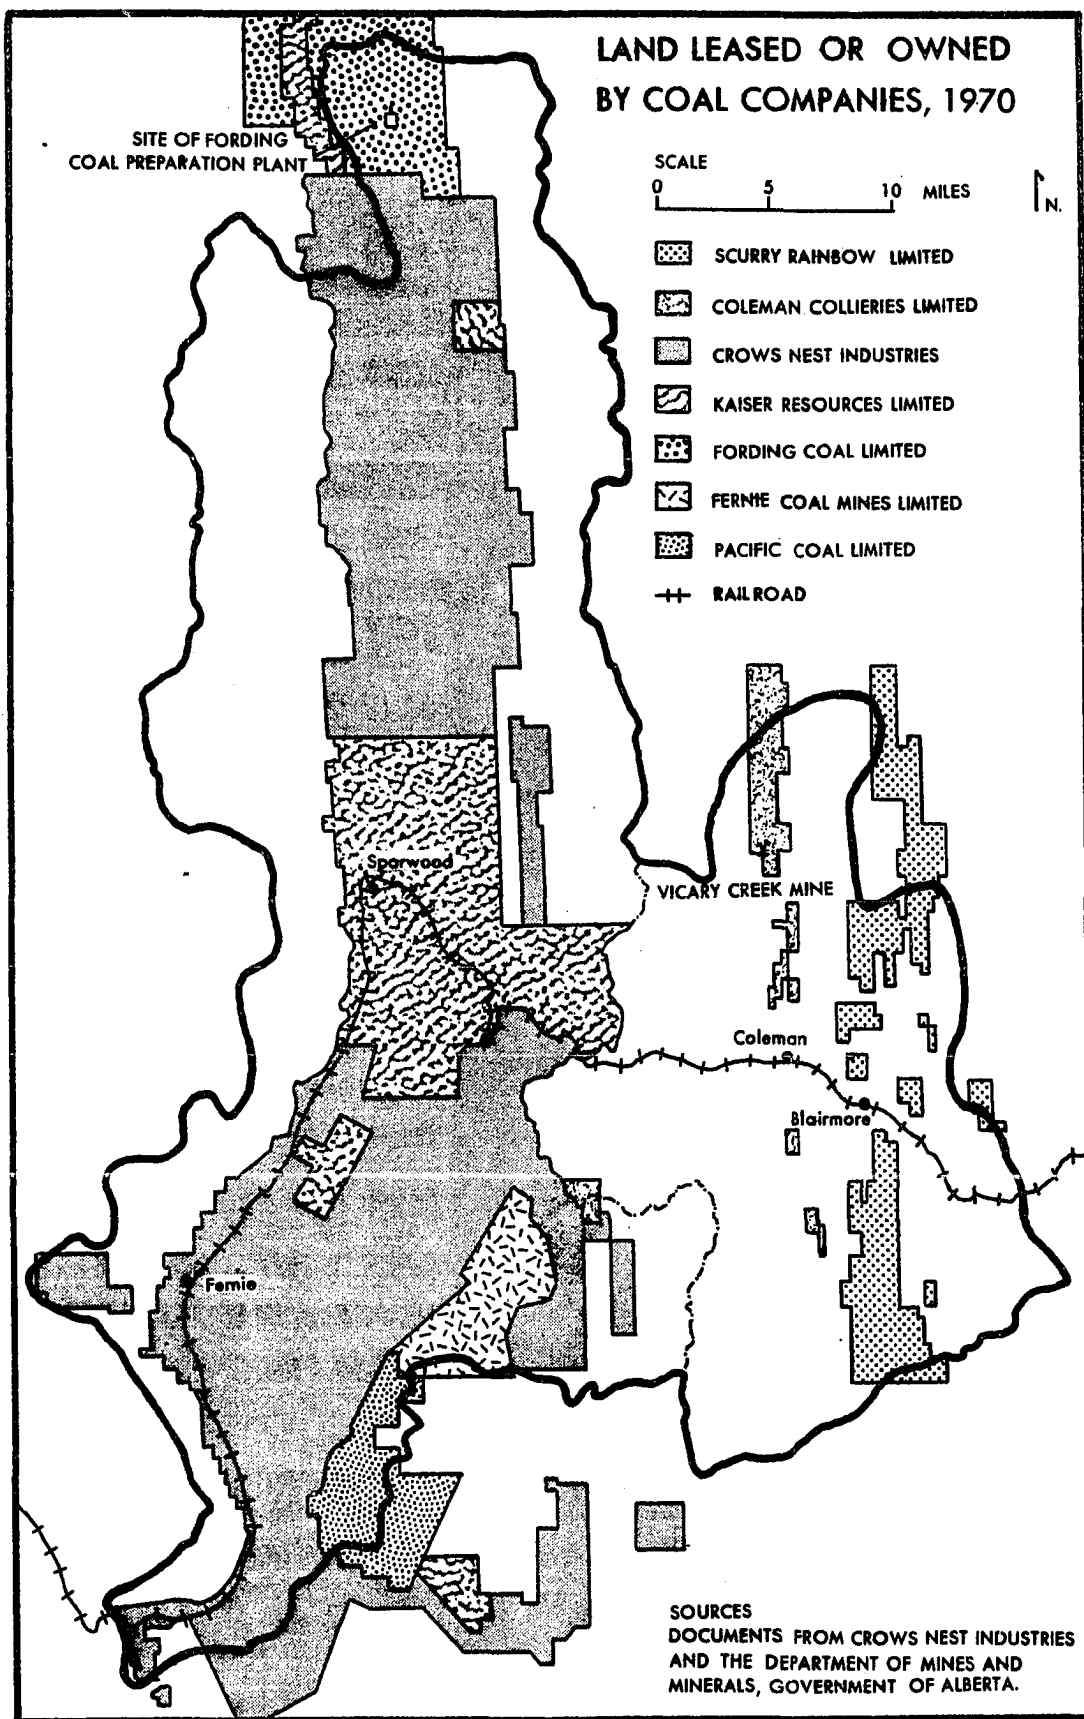 LAND LEASED OR OWNED
BY COAL COMPANIES, 1970
SITE OF FORDING
COAL PREPARATION PLANT
SCALE
0 5 10 MILES
N.
SCURRY RAINBOW LIMITED
COLEMAN COLLIERIES LIMITED
CROWS NEST INDUSTRIES
KAISER RESOURCES LIMITED
FORDING COAL LIMITED
FERNIE COAL MINES LIMITED
PACIFIC COAL LIMITED
RAILROAD
Sparwood
VICARY CREEK MINE
Coleman
Blairmore
Fernie
SOURCES
DOCUMENTS FROM CROWS NEST INDUSTRIES
AND THE DEPARTMENT OF MINES AND
MINERALS, GOVERNMENT OF ALBERTA.